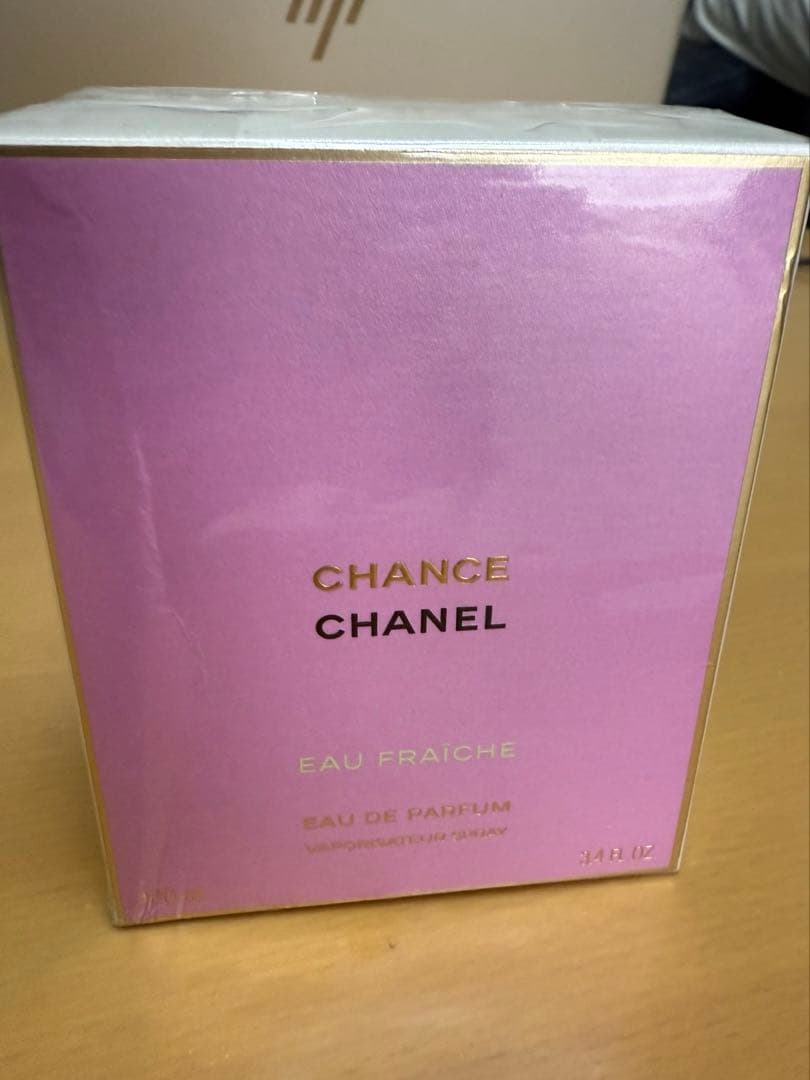 CHANCE
CHANEL
EAU FRAÎCHE
EAU DE PARFUM
VAPORISATEUR SPRAY
3.4 FL. OZ